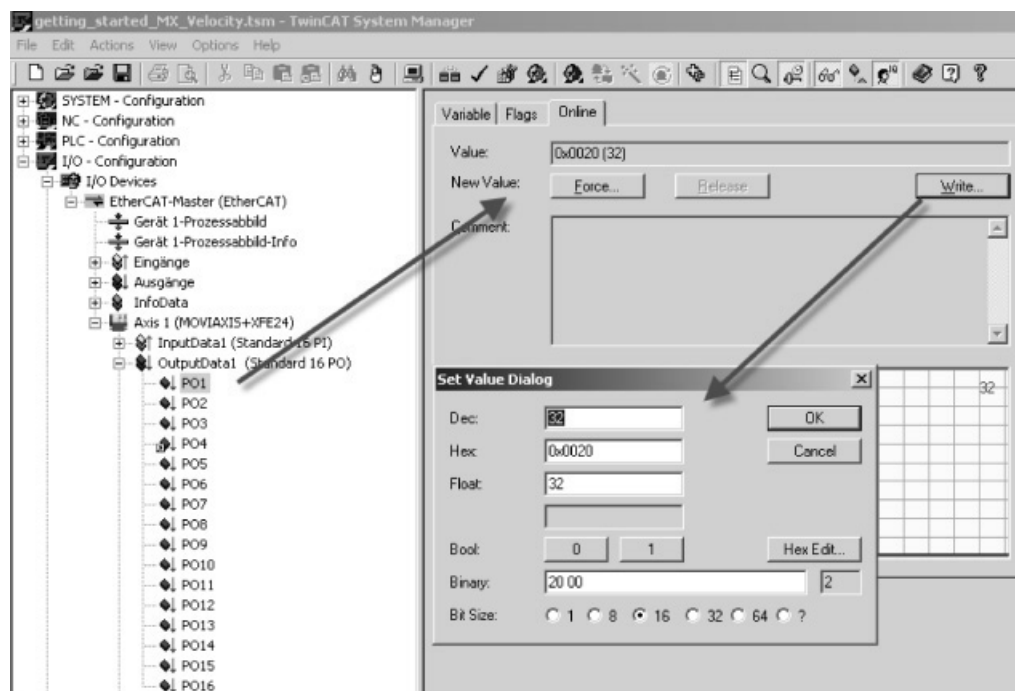 getting_started_MX_Velocity.tsm - TwinCAT System Manager
File Edit Actions View Options Help
SYSTEM - Configuration
NC - Configuration
PLC - Configuration
I/O - Configuration
I/O Devices
EtherCAT-Master (EtherCAT)
Gerät 1-Prozessabbild
Gerät 1-Prozessabbild-Info
Eingänge
Ausgänge
InfoData
Axis 1 (MOVIAXIS+XFE24)
InputData1 (Standard 16 PI)
OutputData1 (Standard 16 PO)
PO1
PO2
PO3
PO4
PO5
PO6
PO7
PO8
PO9
PO10
PO11
PO12
PO13
PO14
PO15
PO16
Variable Flags Online
Value: 0x0020 (32)
New Value: Force... Release Write...
Comment:
32
Set Value Dialog
Dec: 32 OK
Hex: 0x0020 Cancel
Float: 32
Bool: 0 1 Hex Edit...
Binary: 20 00 2
Bit Size: 1 8 16 32 64 ?